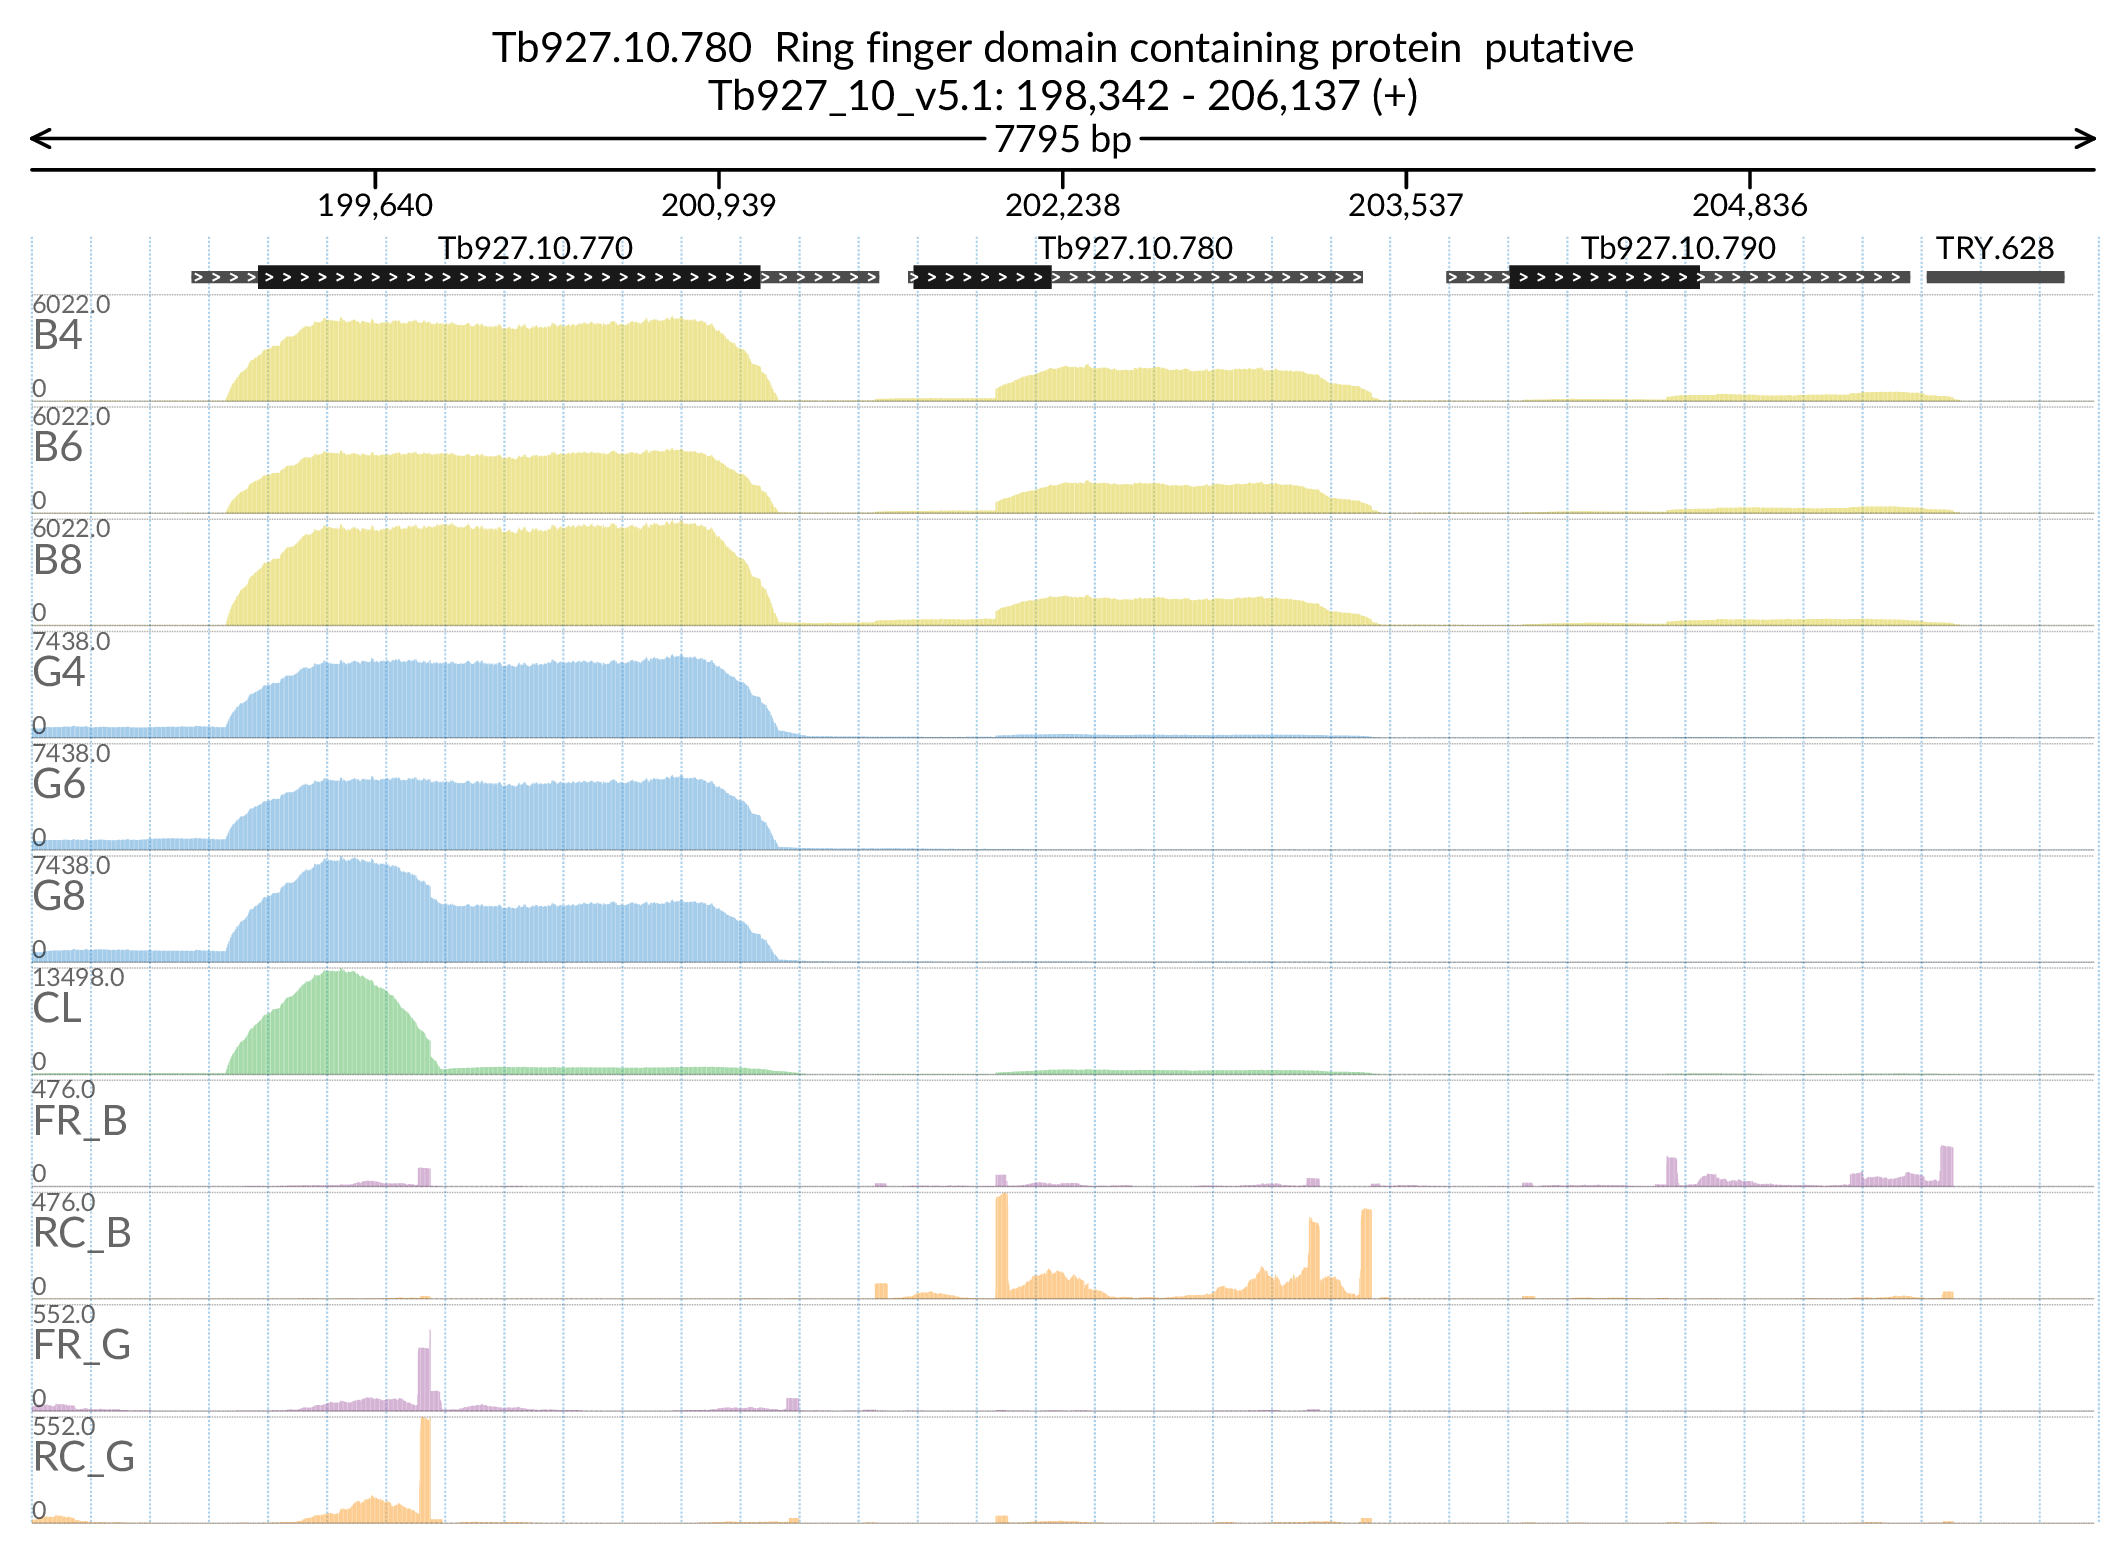 Tb927.10.780  Ring finger domain containing protein  putative
Tb927_10_v5.1: 198,342 - 206,137 (+)
7795 bp
199,640 200,939 202,238 203,537 204,836
Tb927.10.770 Tb927.10.780 Tb927.10.790 TRY.628
6022.0
B4
0
6022.0
B6
0
6022.0
B8
0
7438.0
G4
0
7438.0
G6
0
7438.0
G8
0
13498.0
CL
0
476.0
FR_B
0
476.0
RC_B
0
552.0
FR_G
0
552.0
RC_G
0